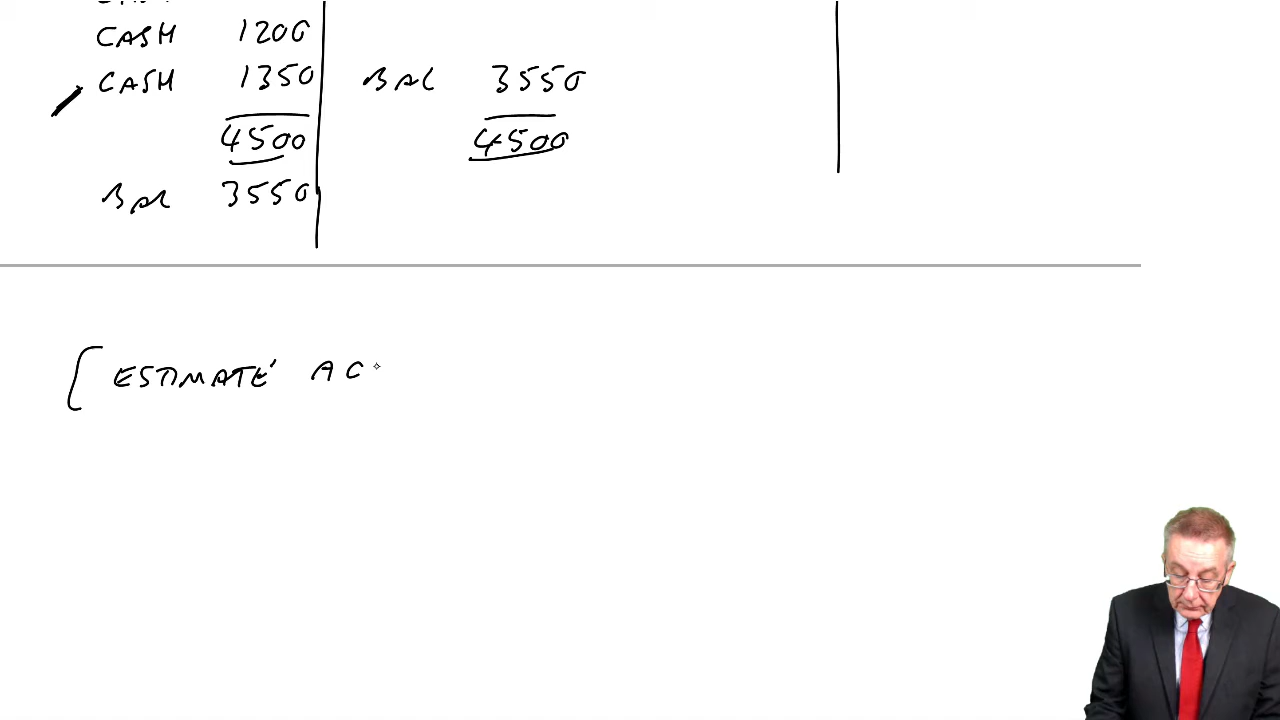 CASH 1200
CASH 1350 BAL 3550
4500 4500
BAL 3550
[ESTIMATE' AC